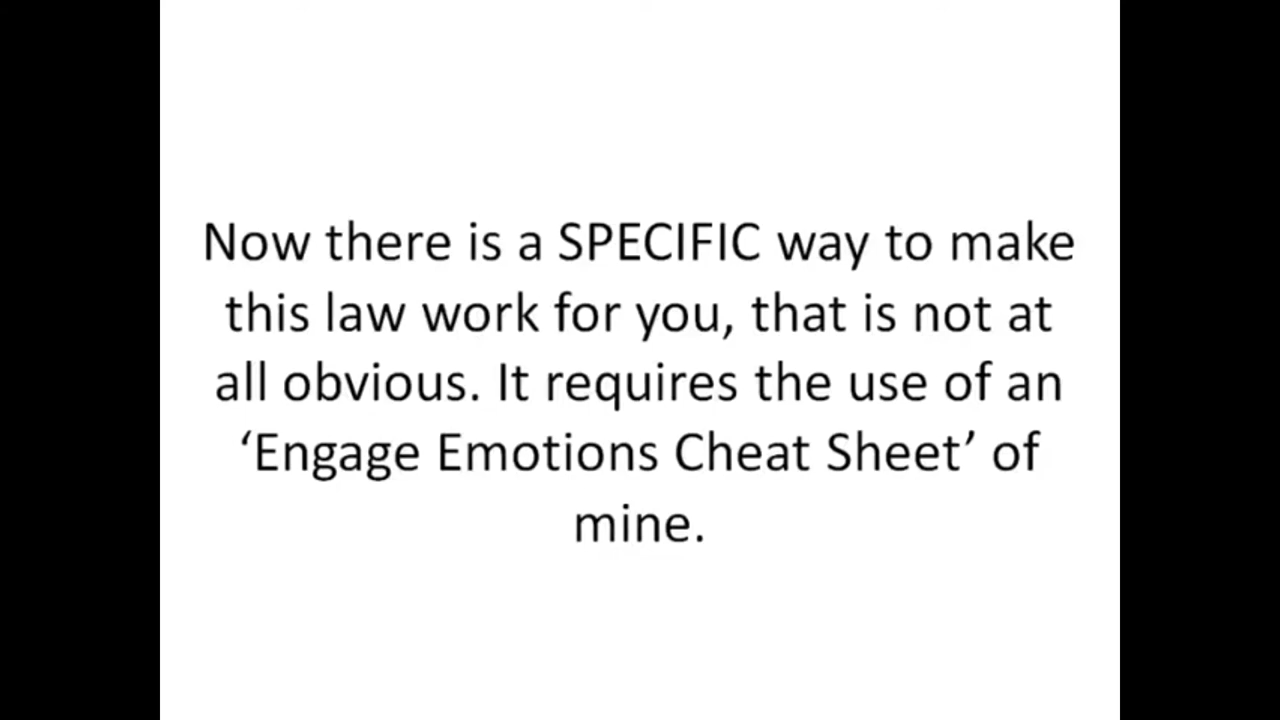 Now there is a SPECIFIC way to make
this law work for you, that is not at
all obvious. It requires the use of an
‘Engage Emotions Cheat Sheet’ of
mine.